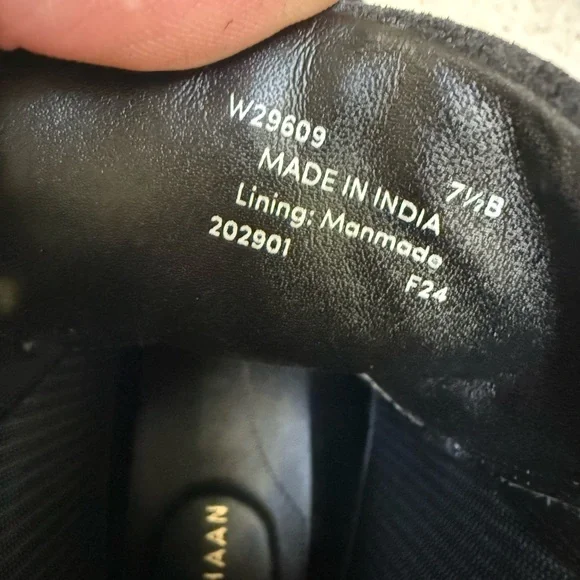 W29609
MADE IN INDIA 7½B
Lining: Manmade
202901 F24
HAAN